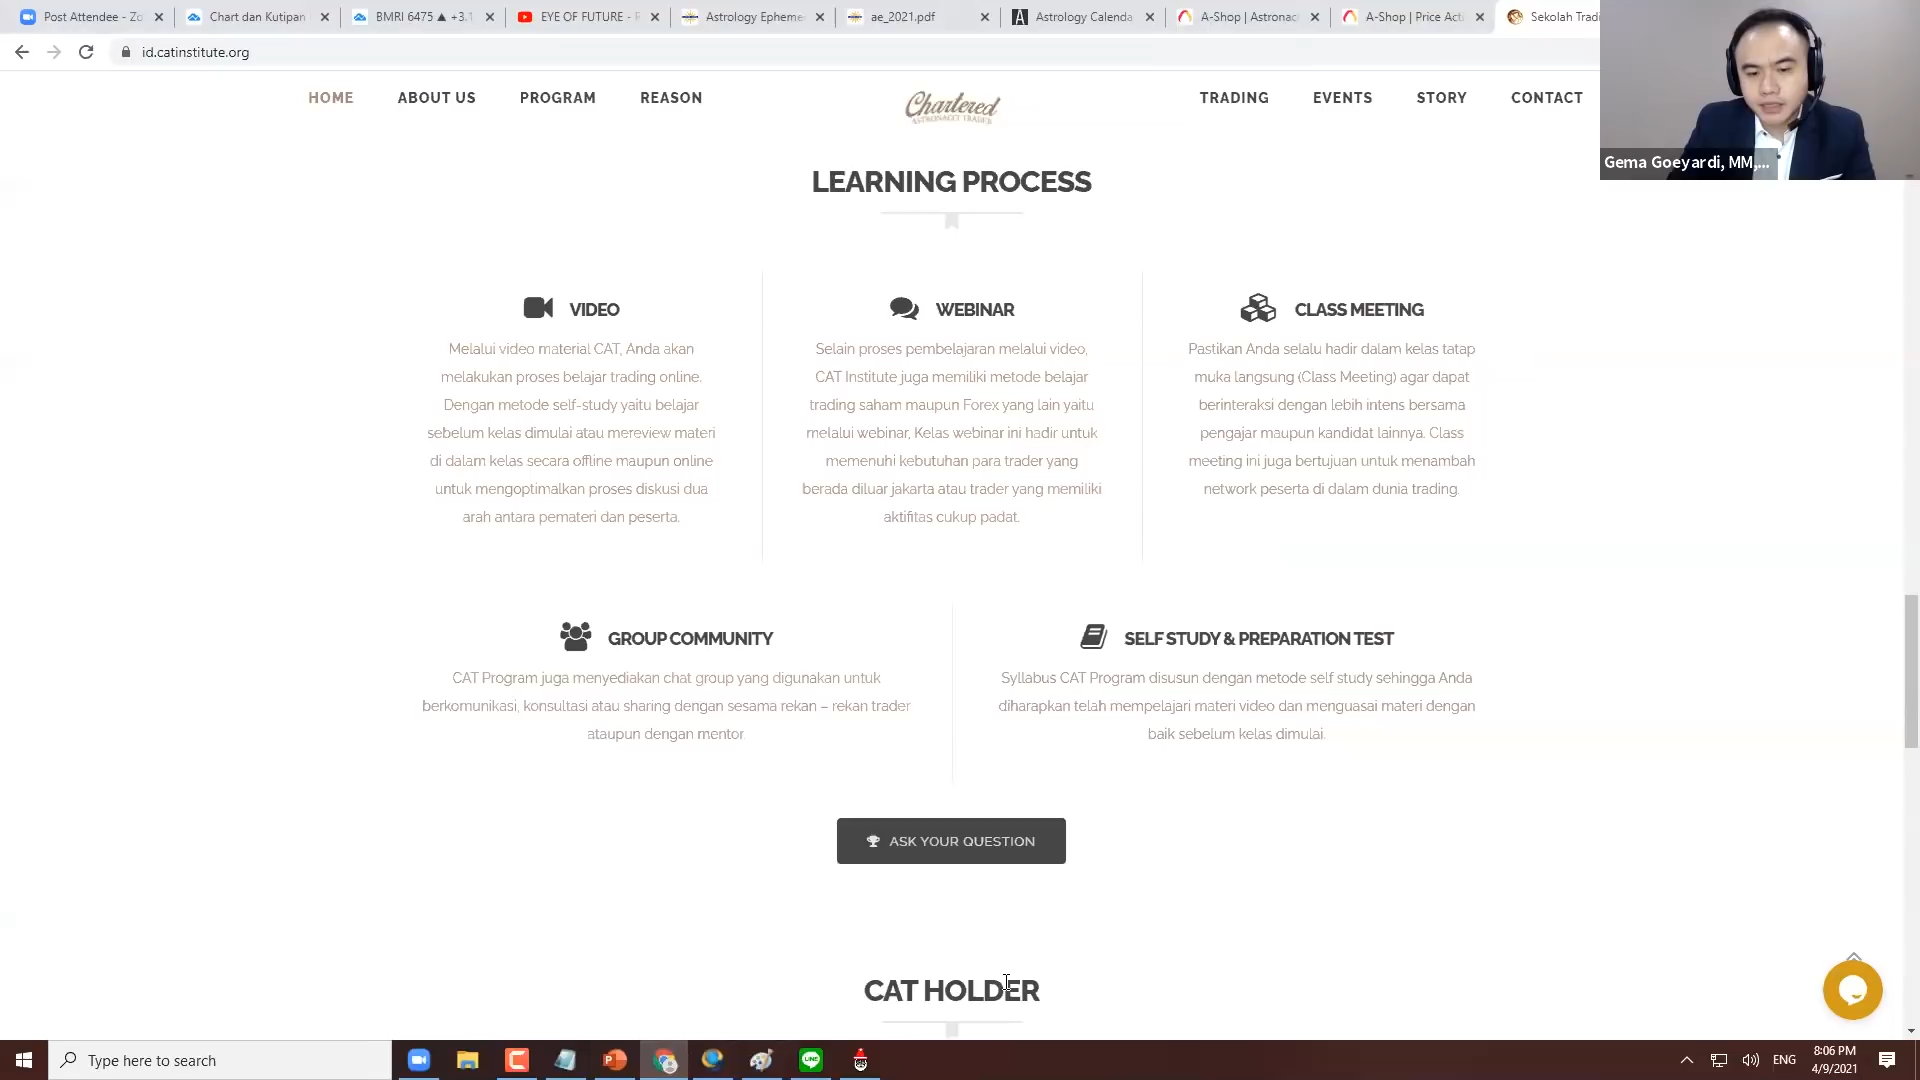 Post Attendee - Zo
Chart dan Kutipan
BMRI 6475 ▲ +3.1
EYE OF FUTURE - F
Astrology Epheme
ae_2021.pdf
Astrology Calenda
A-Shop | Astronac
A-Shop | Price Acti
Sekolah Tradi
id.catinstitute.org
HOME
ABOUT US
PROGRAM
REASON
Chartered
ASTRONACCI TRADER
TRADING
EVENTS
STORY
CONTACT
Gema Goeyardi, MM,...
LEARNING PROCESS
VIDEO
Melalui video material CAT, Anda akan
melakukan proses belajar trading online.
Dengan metode self-study yaitu belajar
sebelum kelas dimulai atau mereview materi
di dalam kelas secara offline maupun online
untuk mengoptimalkan proses diskusi dua
arah antara pemateri dan peserta.
WEBINAR
Selain proses pembelajaran melalui video,
CAT Institute juga memiliki metode belajar
trading saham maupun Forex yang lain yaitu
melalui webinar, Kelas webinar ini hadir untuk
memenuhi kebutuhan para trader yang
berada diluar jakarta atau trader yang memiliki
aktifitas cukup padat.
CLASS MEETING
Pastikan Anda selalu hadir dalam kelas tatap
muka langsung (Class Meeting) agar dapat
berinteraksi dengan lebih intens bersama
pengajar maupun kandidat lainnya. Class
meeting ini juga bertujuan untuk menambah
network peserta di dalam dunia trading.
GROUP COMMUNITY
CAT Program juga menyediakan chat group yang digunakan untuk
berkomunikasi, konsultasi atau sharing dengan sesama rekan – rekan trader
ataupun dengan mentor.
SELF STUDY & PREPARATION TEST
Syllabus CAT Program disusun dengan metode self study sehingga Anda
diharapkan telah mempelajari materi video dan menguasai materi dengan
baik sebelum kelas dimulai.
ASK YOUR QUESTION
CAT HOLDER
Type here to search
LINE
ENG
8:06 PM
4/9/2021